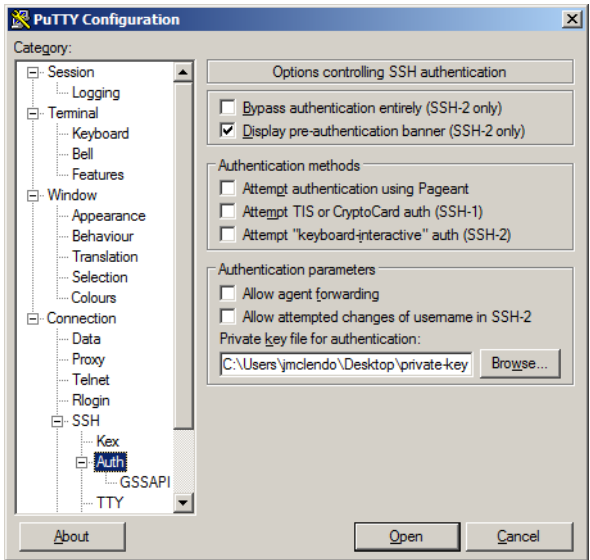 PuTTY Configuration
Category:
Session
Logging
Terminal
Keyboard
Bell
Features
Window
Appearance
Behaviour
Translation
Selection
Colours
Connection
Data
Proxy
Telnet
Rlogin
SSH
Kex
Auth
GSSAPI
TTY
Options controlling SSH authentication
Bypass authentication entirely (SSH-2 only)
Display pre-authentication banner (SSH-2 only)
Authentication methods
Attempt authentication using Pageant
Attempt TIS or CryptoCard auth (SSH-1)
Attempt "keyboard-interactive" auth (SSH-2)
Authentication parameters
Allow agent forwarding
Allow attempted changes of username in SSH-2
Private key file for authentication:
C:\Users\jmclendo\Desktop\private-key
Browse...
About
Open
Cancel